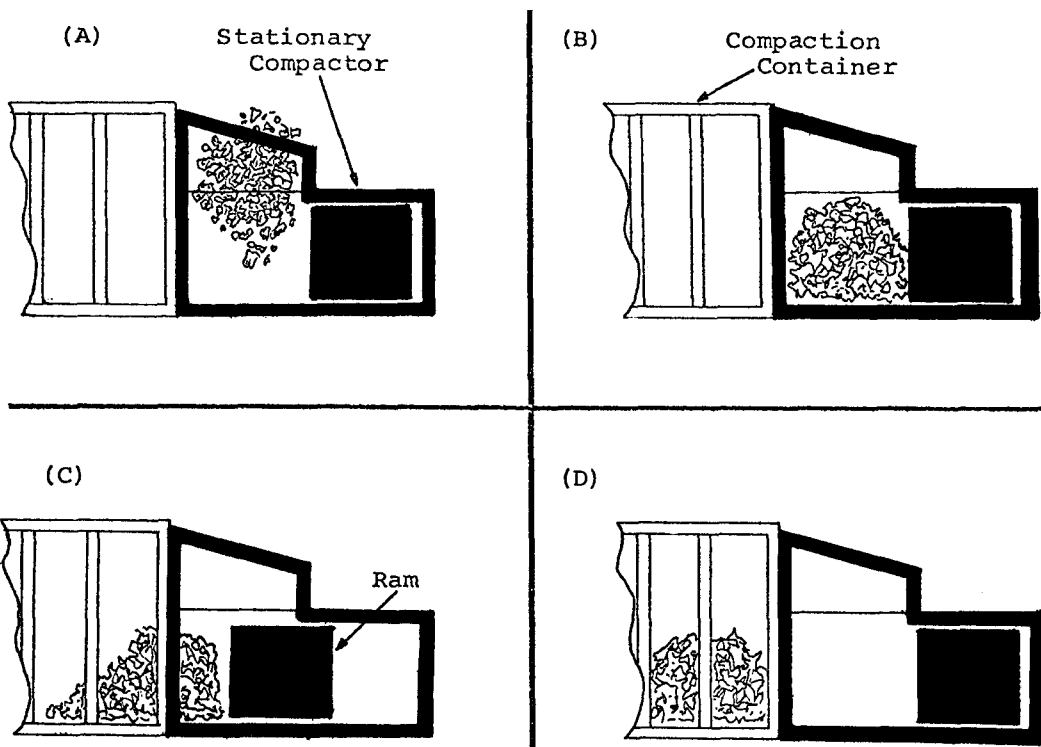 (A)
Stationary
Compactor
(B)
Compaction
Container
(C)
Ram
(D)